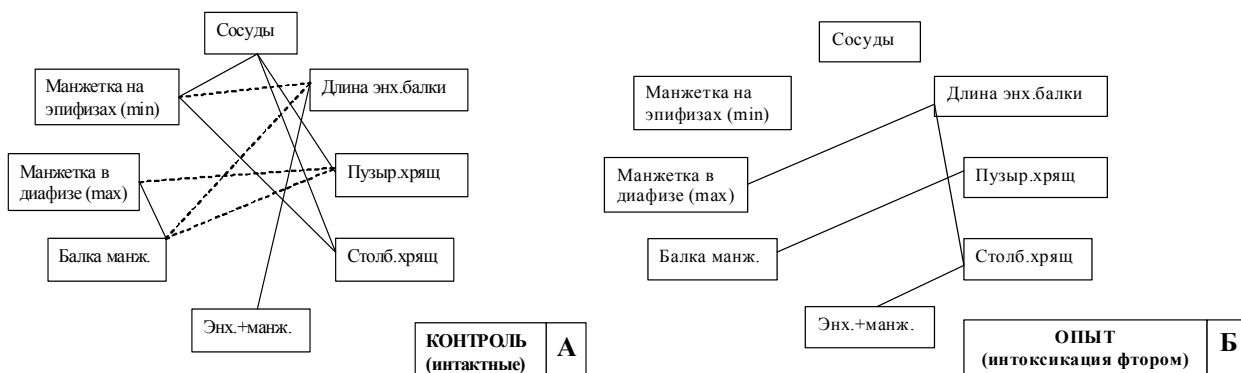 Сосуды
Манжетка на
эпифизах (min)
Длина энх.балки
Манжетка в
диафизе (max)
Пузыр.хрящ
Балка манж.
Столб.хрящ
Энх.+манж.
КОНТРОЛЬ
(интактные)
А
Сосуды
Манжетка на
эпифизах (min)
Длина энх.балки
Манжетка в
диафизе (max)
Пузыр.хрящ
Балка манж.
Столб.хрящ
Энх.+манж.
ОПЫТ
(интоксикация фтором)
Б